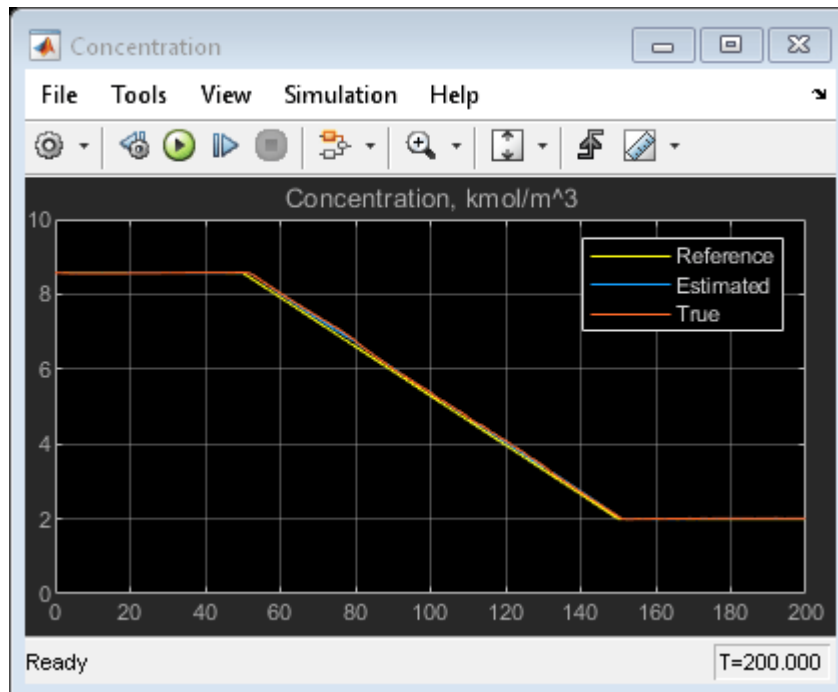 Concentration
File Tools View Simulation Help
Concentration, kmol/m^3
10
8
6
4
2
0
Reference
Estimated
True
0 20 40 60 80 100 120 140 160 180 200
Ready T=200.000